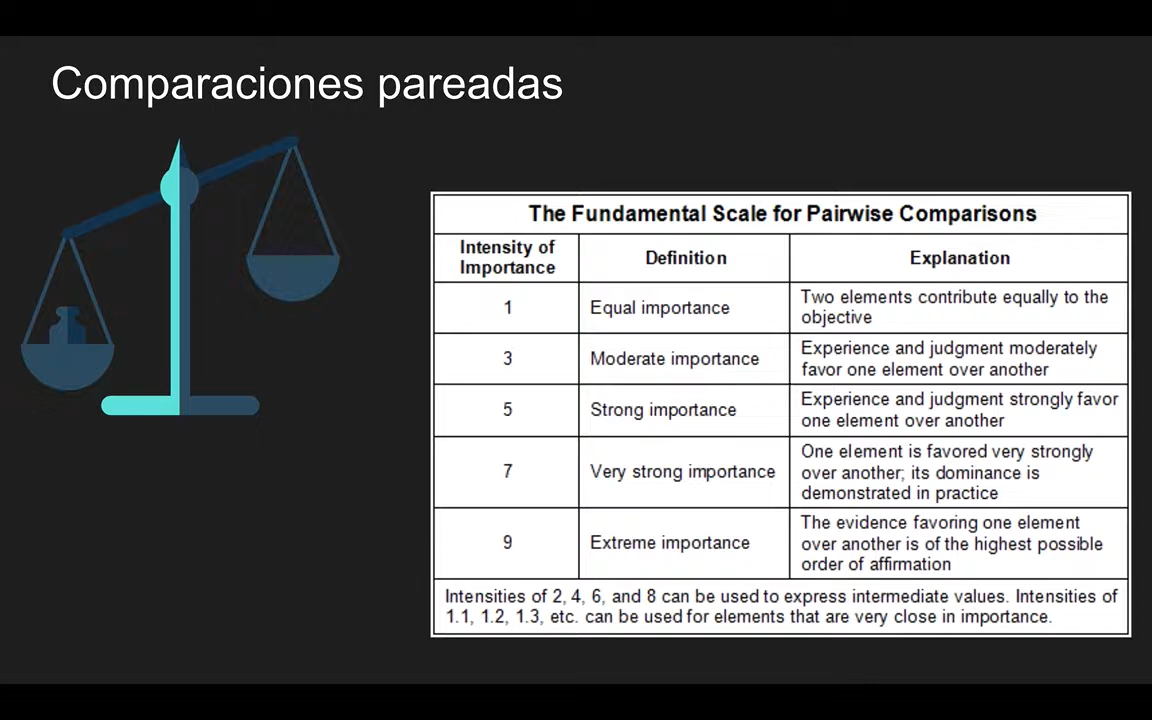 Comparaciones pareadas
The Fundamental Scale for Pairwise Comparisons
Intensity of
Importance
Definition
Explanation
1
Equal importance
Two elements contribute equally to the
objective
3
Moderate importance
Experience and judgment moderately
favor one element over another
5
Strong importance
Experience and judgment strongly favor
one element over another
7
Very strong importance
One element is favored very strongly
over another; its dominance is
demonstrated in practice
9
Extreme importance
The evidence favoring one element
over another is of the highest possible
order of affirmation
Intensities of 2, 4, 6, and 8 can be used to express intermediate values. Intensities of
1.1, 1.2, 1.3, etc. can be used for elements that are very close in importance.